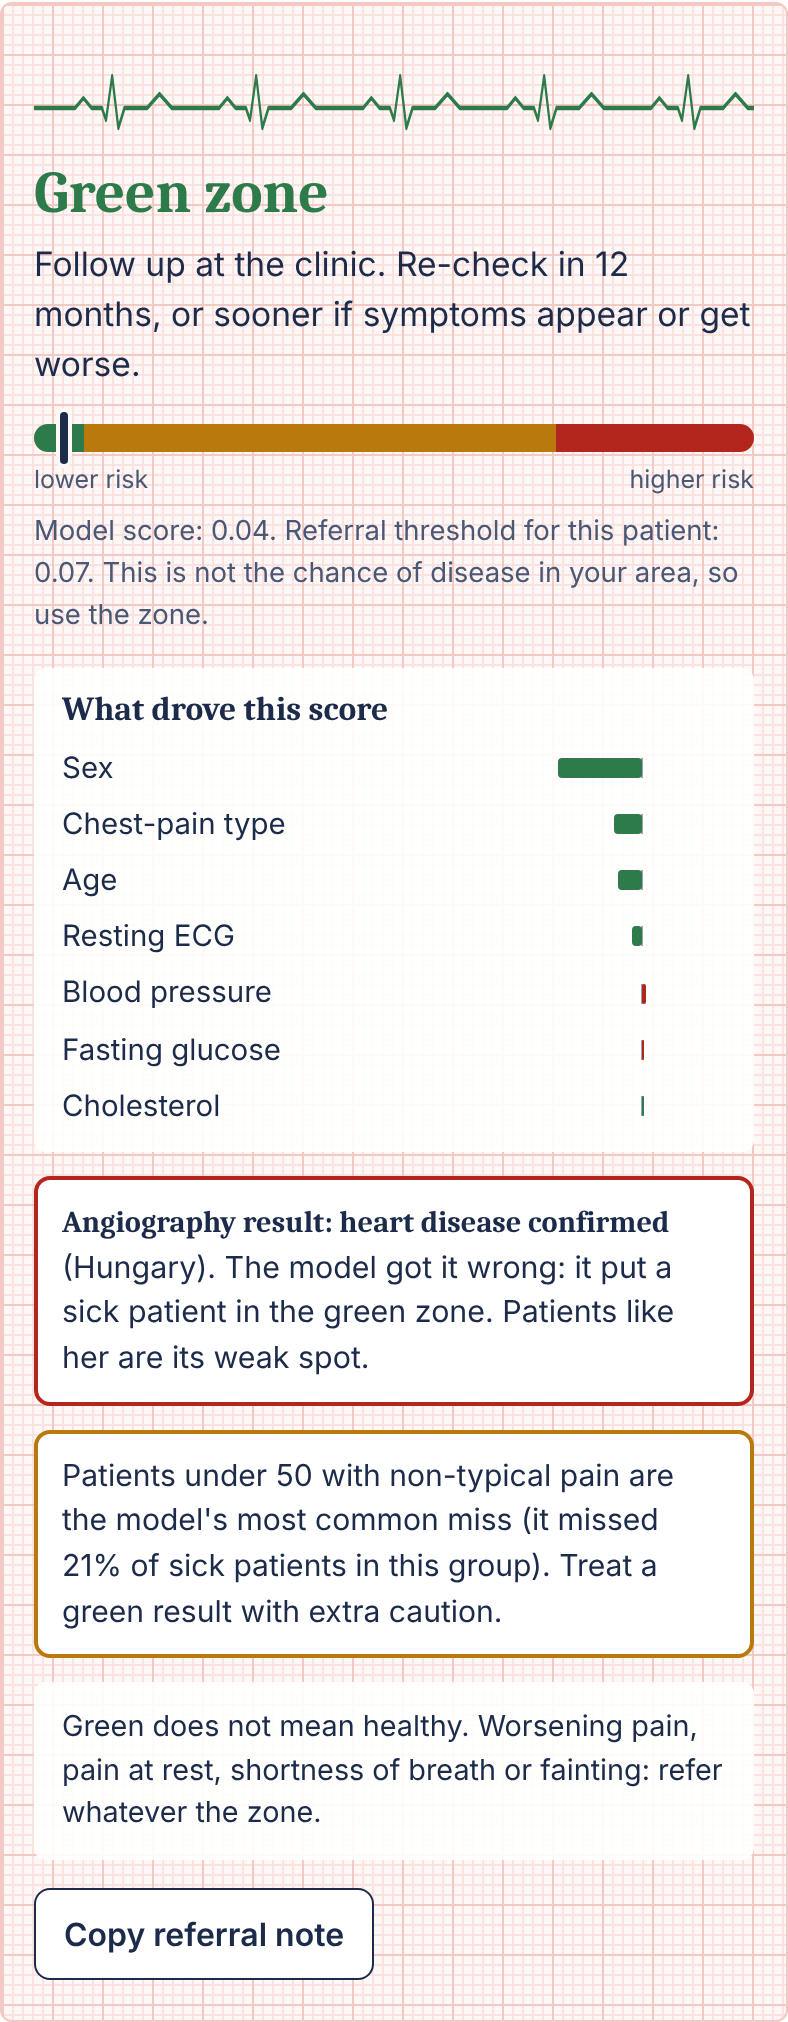 Green zone
Follow up at the clinic. Re-check in 12
months, or sooner if symptoms appear or get
worse.
lower risk
higher risk
Model score: 0.04. Referral threshold for this patient:
0.07. This is not the chance of disease in your area, so
use the zone.
What drove this score
Sex
Chest-pain type
Age
Resting ECG
Blood pressure
Fasting glucose
Cholesterol
Angiography result: heart disease confirmed
(Hungary). The model got it wrong: it put a
sick patient in the green zone. Patients like
her are its weak spot.
Patients under 50 with non-typical pain are
the model's most common miss (it missed
21% of sick patients in this group). Treat a
green result with extra caution.
Green does not mean healthy. Worsening pain,
pain at rest, shortness of breath or fainting: refer
whatever the zone.
Copy referral note